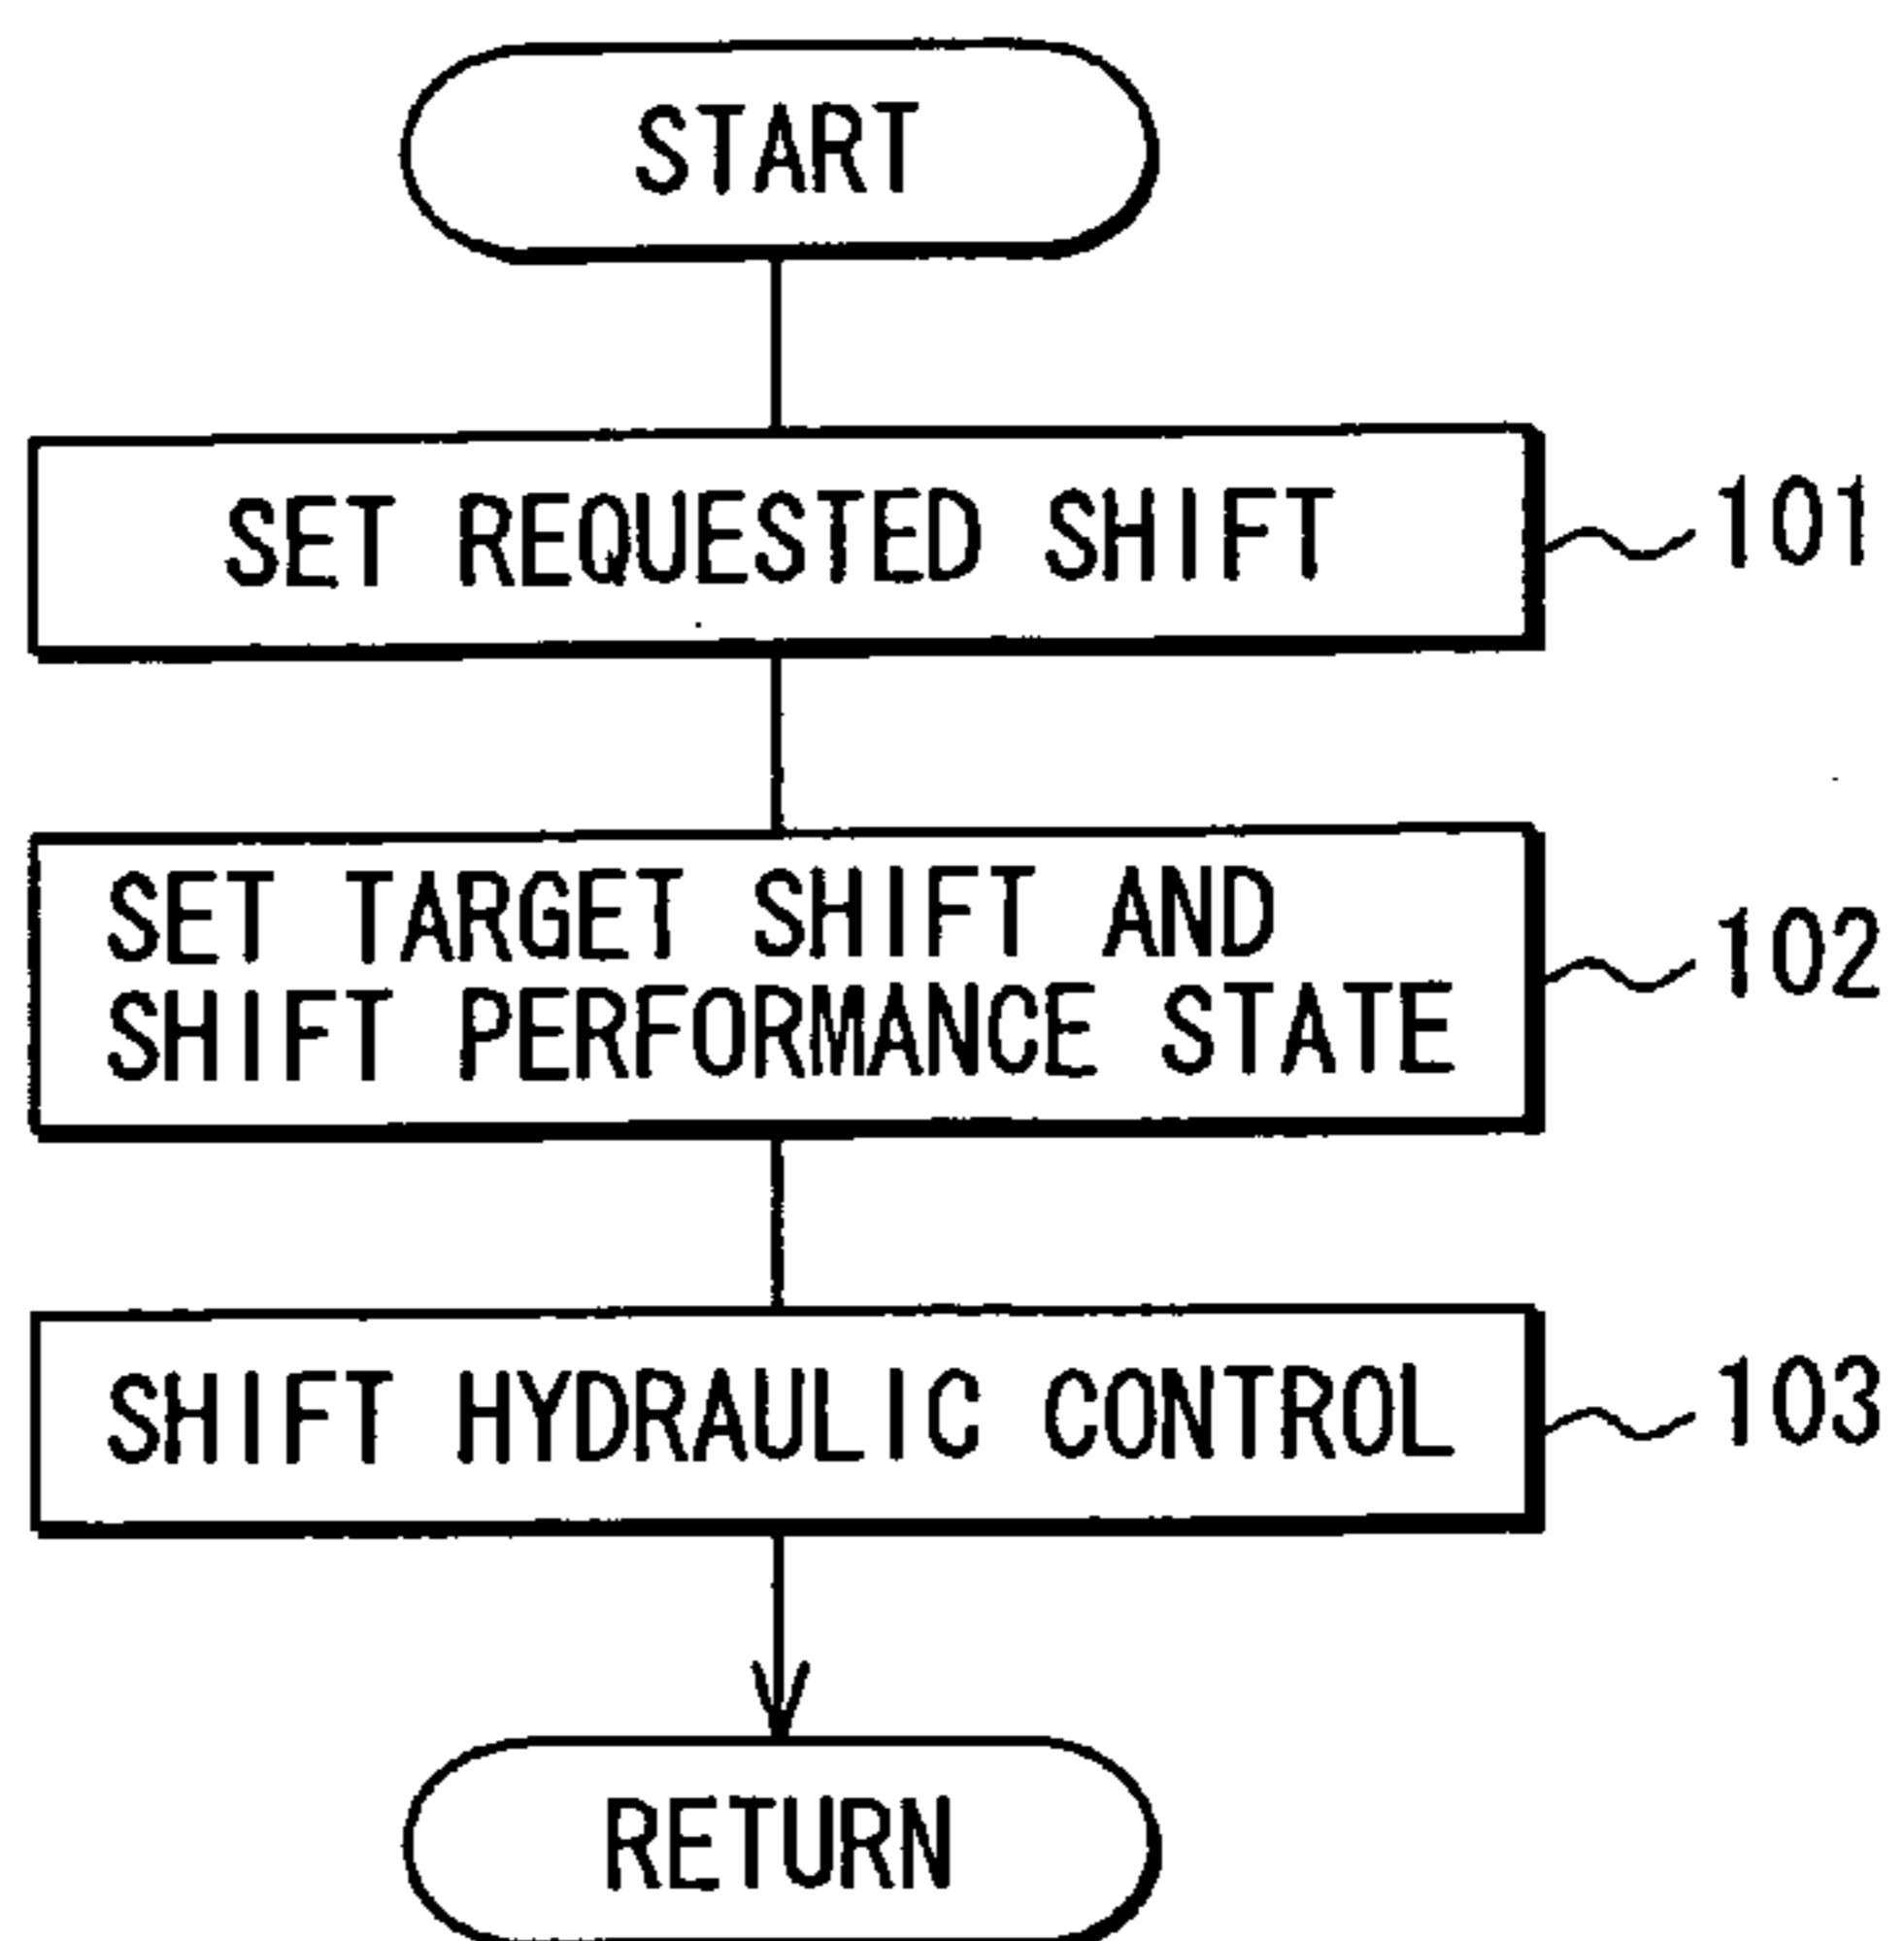 START
SET REQUESTED SHIFT
101
SET TARGET SHIFT AND
SHIFT PERFORMANCE STATE
102
SHIFT HYDRAULIC CONTROL
103
RETURN